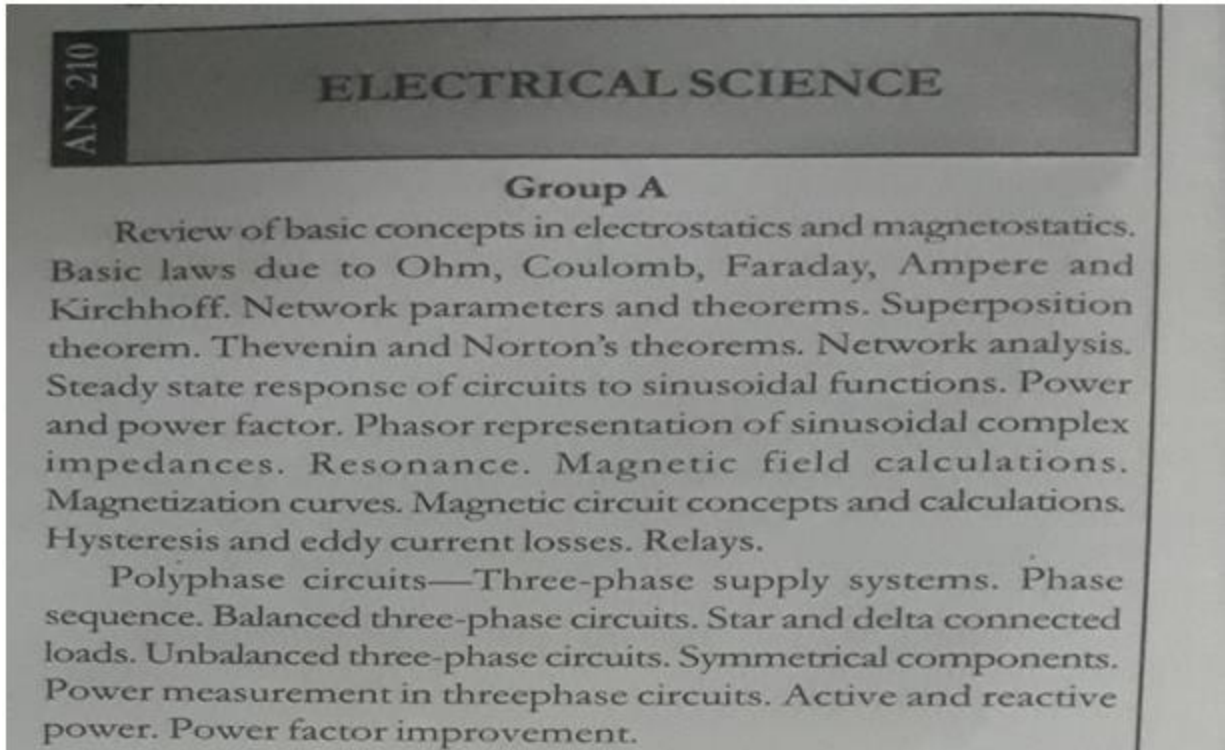 AN 210
ELECTRICAL SCIENCE
Group A
Review of basic concepts in electrostatics and magnetostatics.
Basic laws due to Ohm, Coulomb, Faraday, Ampere and
Kirchhoff. Network parameters and theorems. Superposition
theorem. Thevenin and Norton's theorems. Network analysis.
Steady state response of circuits to sinusoidal functions. Power
and power factor. Phasor representation of sinusoidal complex
impedances. Resonance. Magnetic field calculations.
Magnetization curves. Magnetic circuit concepts and calculations.
Hysteresis and eddy current losses. Relays.
Polyphase circuits—Three-phase supply systems. Phase
sequence. Balanced three-phase circuits. Star and delta connected
loads. Unbalanced three-phase circuits. Symmetrical components.
Power measurement in threephase circuits. Active and reactive
power. Power factor improvement.